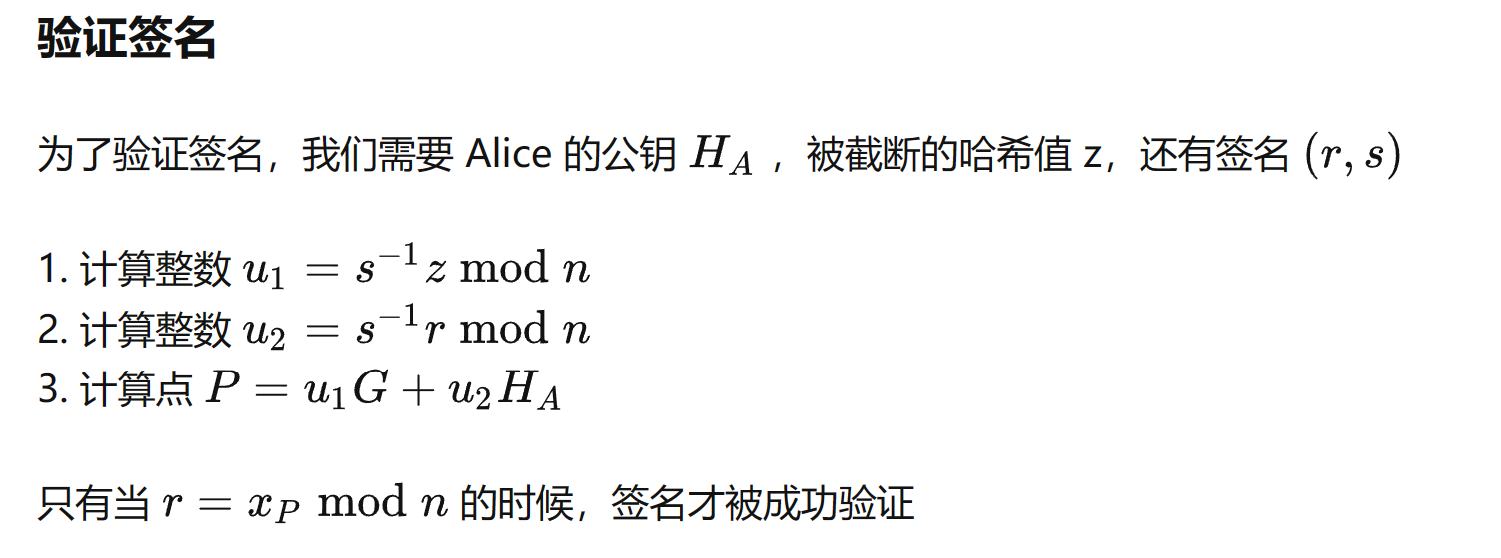 验证签名
为了验证签名，我们需要 Alice 的公钥 H_A ，被截断的哈希值 z，还有签名 (r, s)
1. 计算整数 u_1 = s^{-1}z mod n
2. 计算整数 u_2 = s^{-1}r mod n
3. 计算点 P = u_1G + u_2H_A
只有当 r = x_P mod n 的时候，签名才被成功验证